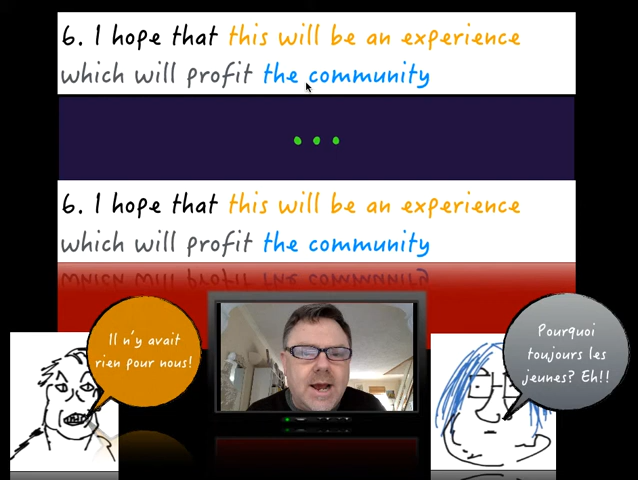 6. I hope that this will be an experience
which will profit the community
...
6. I hope that this will be an experience
which will profit the community
Il n'y avait
rien pour nous!
Pourquoi
toujours les
jeunes? Eh!!